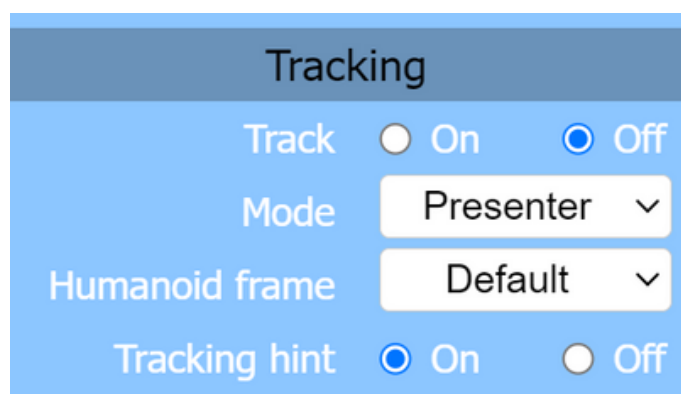 Tracking
Track On Off
Mode Presenter
Humanoid frame Default
Tracking hint On Off